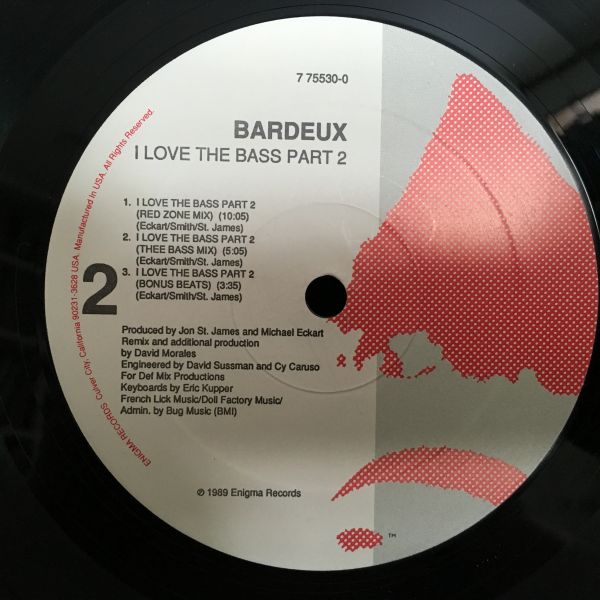 7 75530-0
BARDEUX
I LOVE THE BASS PART 2
1. I LOVE THE BASS PART 2
(RED ZONE MIX) (10:05)
(Eckart/Smith/St. James)
2. I LOVE THE BASS PART 2
(THEE BASS MIX) (5:05)
(Eckart/Smith/St. James)
3. I LOVE THE BASS PART 2
(BONUS BEATS) (3:35)
(Eckart/Smith/St. James)
2
Produced by Jon St. James and Michael Eckart
Remix and additional production
by David Morales
Engineered by David Sussman and Cy Caruso
For Def Mix Productions
Keyboards by Eric Kupper
French Lick Music/Doll Factory Music/
Admin. by Bug Music (BMI)
℗ 1989 Enigma Records
TM
ENIGMA RECORDS Culver City, California 90231-3628 USA. Manufactured in USA. All Rights Reserved.